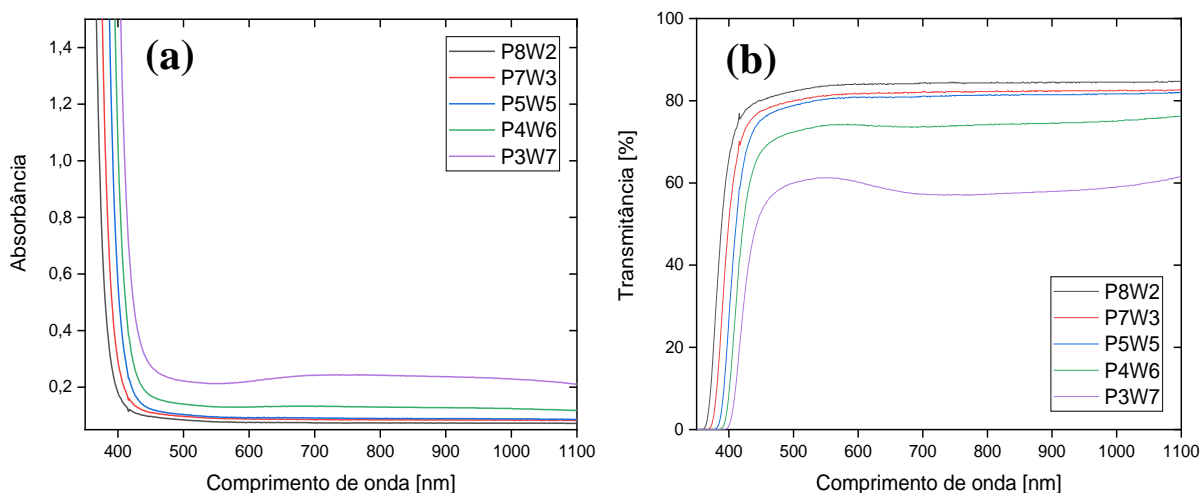 (a)
P8W2
P7W3
P5W5
P4W6
P3W7
Absorbância
1,4
1,2
1,0
0,8
0,6
0,4
0,2
400 500 600 700 800 900 1000 1100
Comprimento de onda [nm]
(b)
Transmitância [%]
100
80
60
40
20
0
P8W2
P7W3
P5W5
P4W6
P3W7
400 500 600 700 800 900 1000 1100
Comprimento de onda [nm]